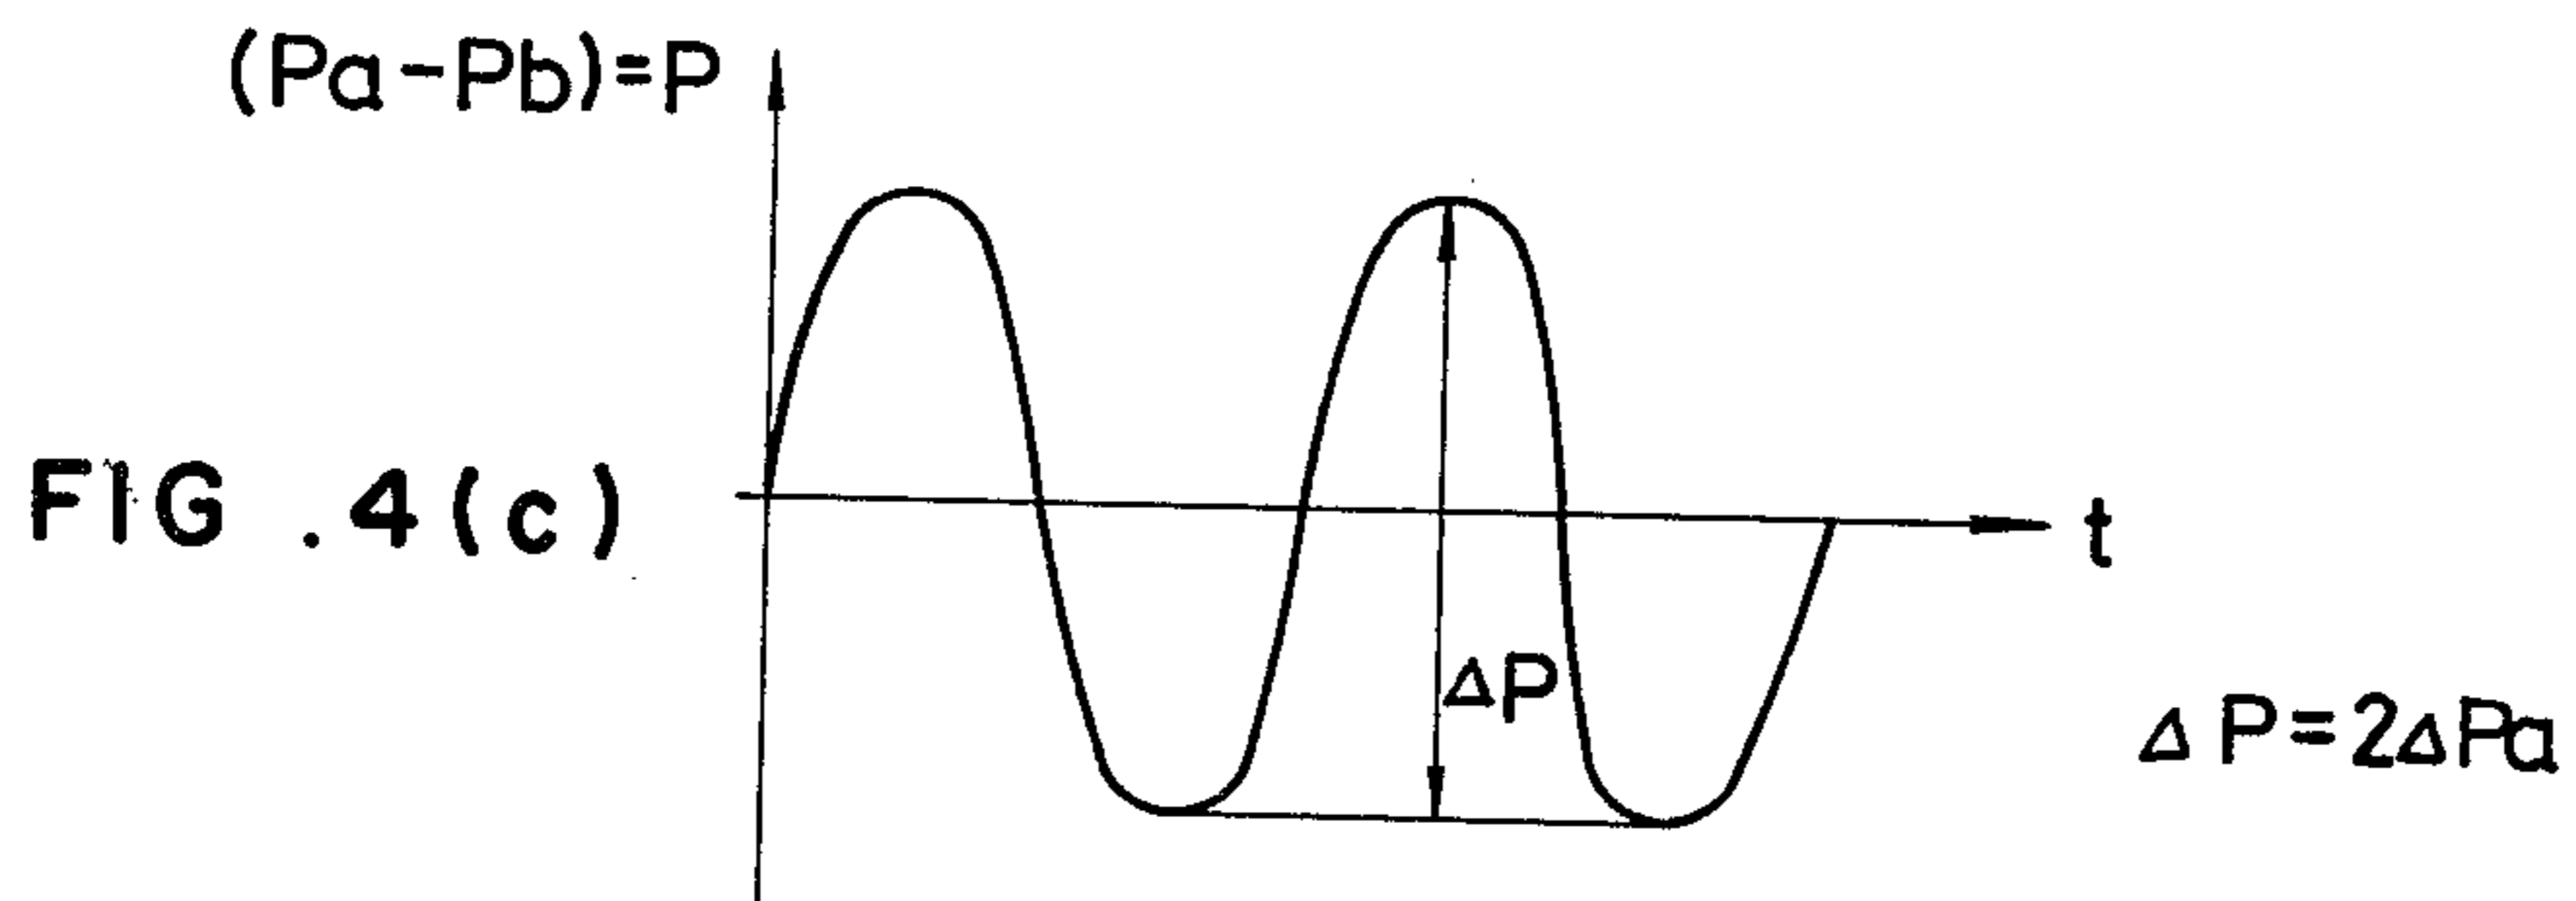 (Pa-Pb)=P
FIG .4(c)
t
ΔP
ΔP=2ΔPa